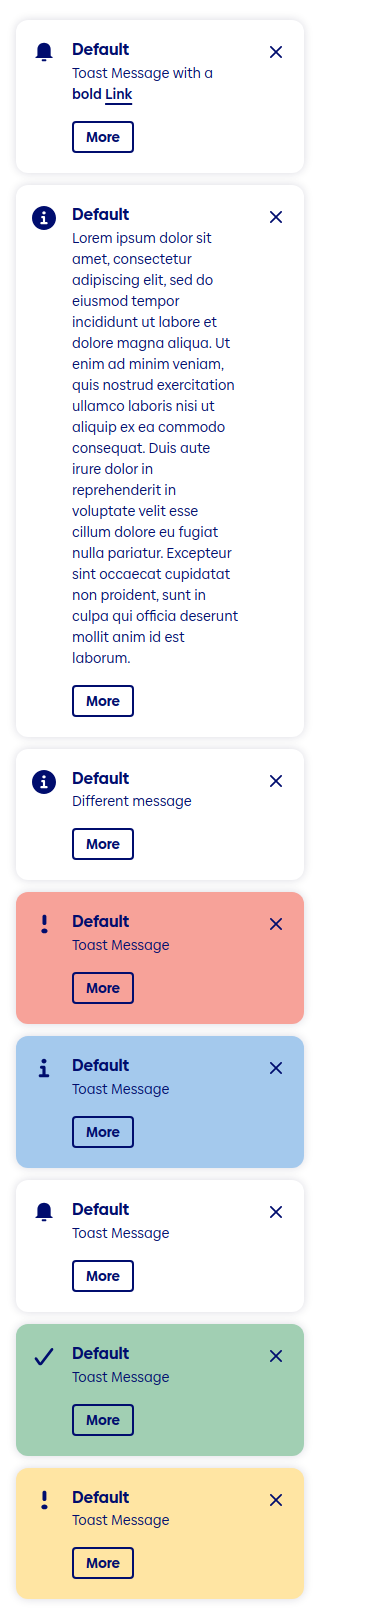 Default
Toast Message with a
bold Link
More
Default
Lorem ipsum dolor sit
amet, consectetur
adipiscing elit, sed do
eiusmod tempor
incididunt ut labore et
dolore magna aliqua. Ut
enim ad minim veniam,
quis nostrud exercitation
ullamco laboris nisi ut
aliquip ex ea commodo
consequat. Duis aute
irure dolor in
reprehenderit in
voluptate velit esse
cillum dolore eu fugiat
nulla pariatur. Excepteur
sint occaecat cupidatat
non proident, sunt in
culpa qui officia deserunt
mollit anim id est
laborum.
More
Default
Different message
More
Default
Toast Message
More
Default
Toast Message
More
Default
Toast Message
More
Default
Toast Message
More
Default
Toast Message
More